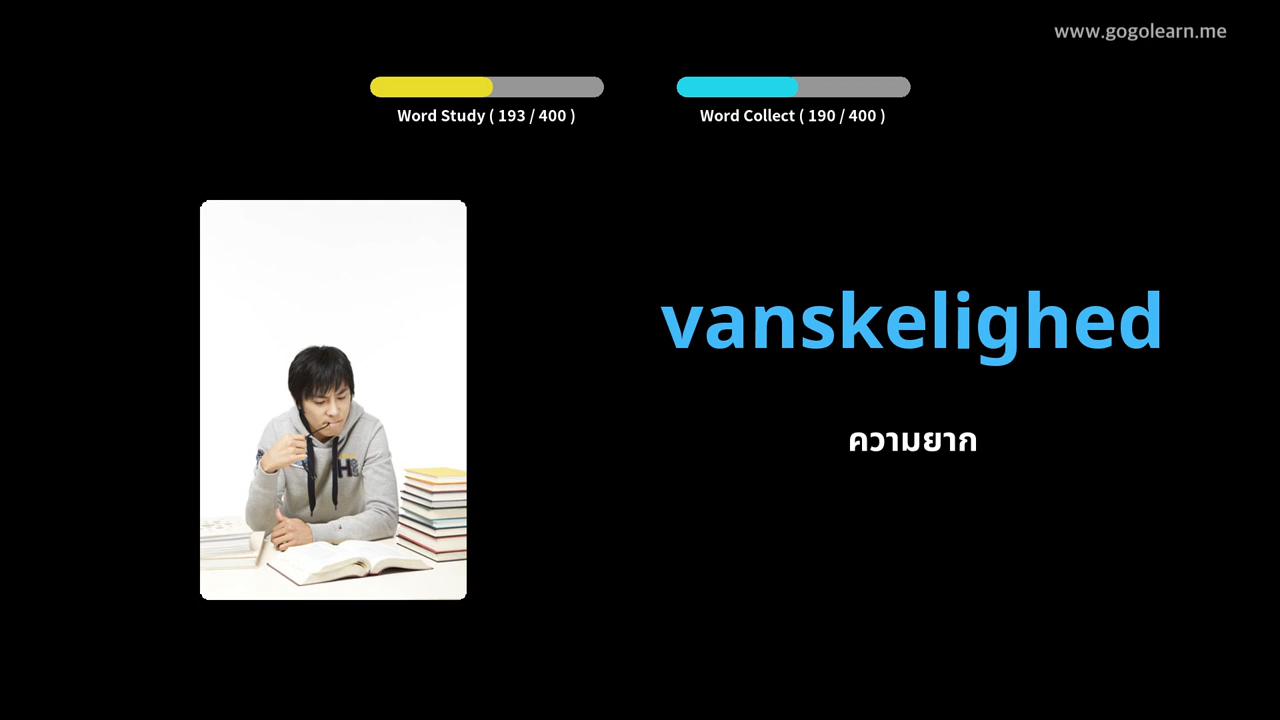 www.gogolearn.me
Word Study ( 193 / 400 )
Word Collect ( 190 / 400 )
vanskelighed
ความยาก
H